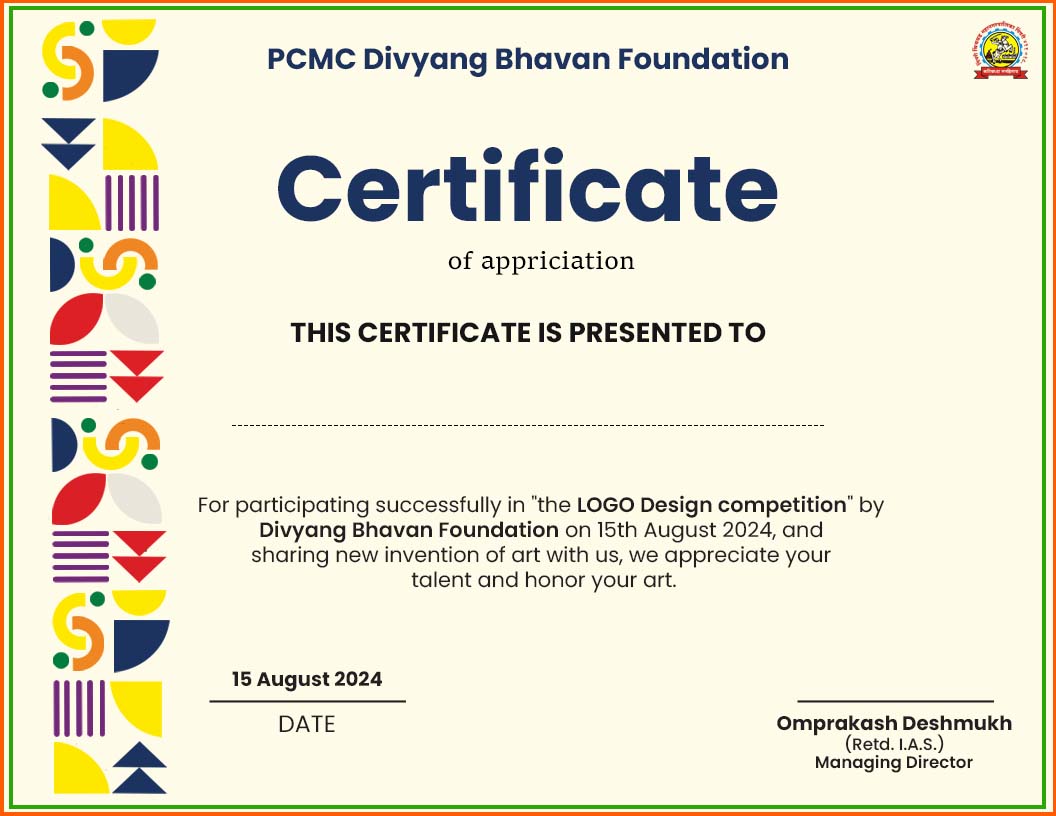 PCMC Divyang Bhavan Foundation
Certificate
of appriciation
THIS CERTIFICATE IS PRESENTED TO
For participating successfully in "the LOGO Design competition" by
Divyang Bhavan Foundation on 15th August 2024, and
sharing new invention of art with us, we appreciate your
talent and honor your art.
15 August 2024
DATE
Omprakash Deshmukh
(Retd. I.A.S.)
Managing Director